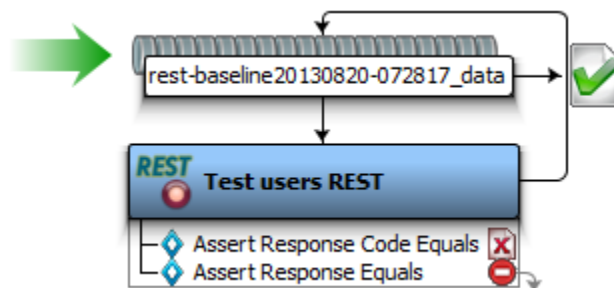 rest-baseline20130820-072817_data
REST
Test users REST
Assert Response Code Equals
Assert Response Equals